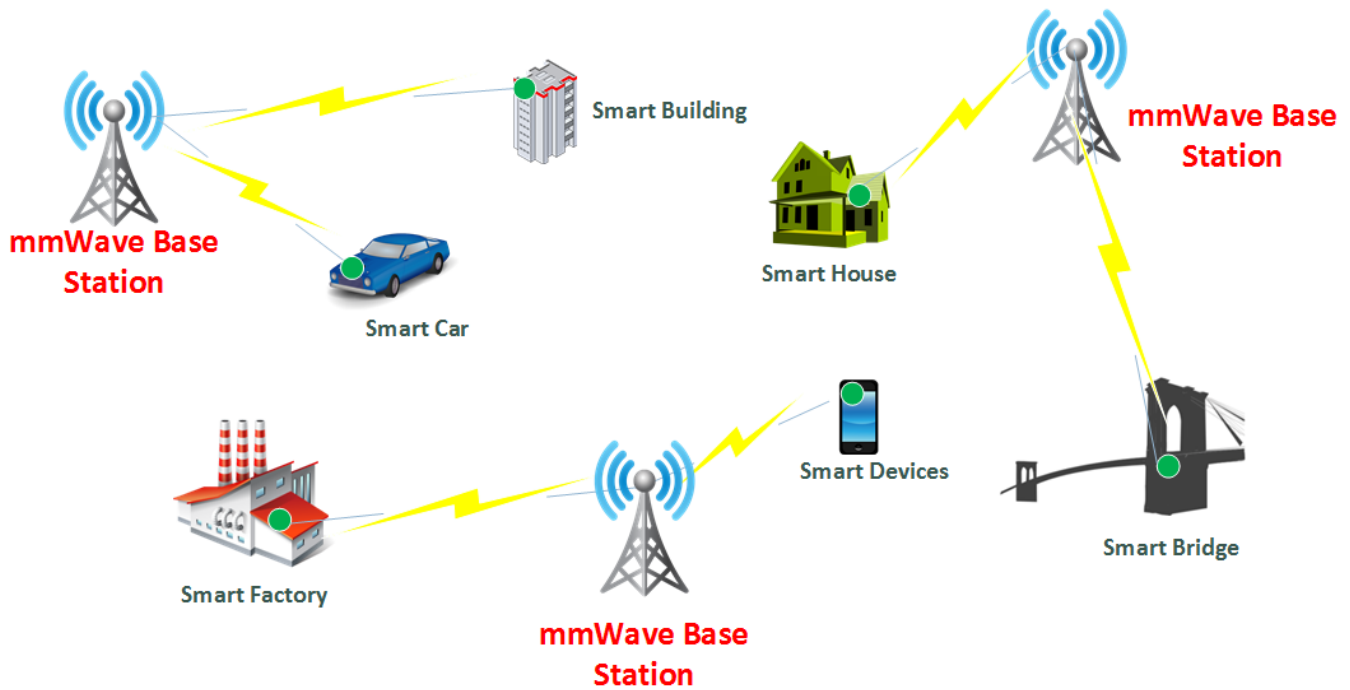 Smart Building
mmWave Base
Station
mmWave Base
Station
Smart House
Smart Car
Smart Devices
Smart Bridge
Smart Factory
mmWave Base
Station